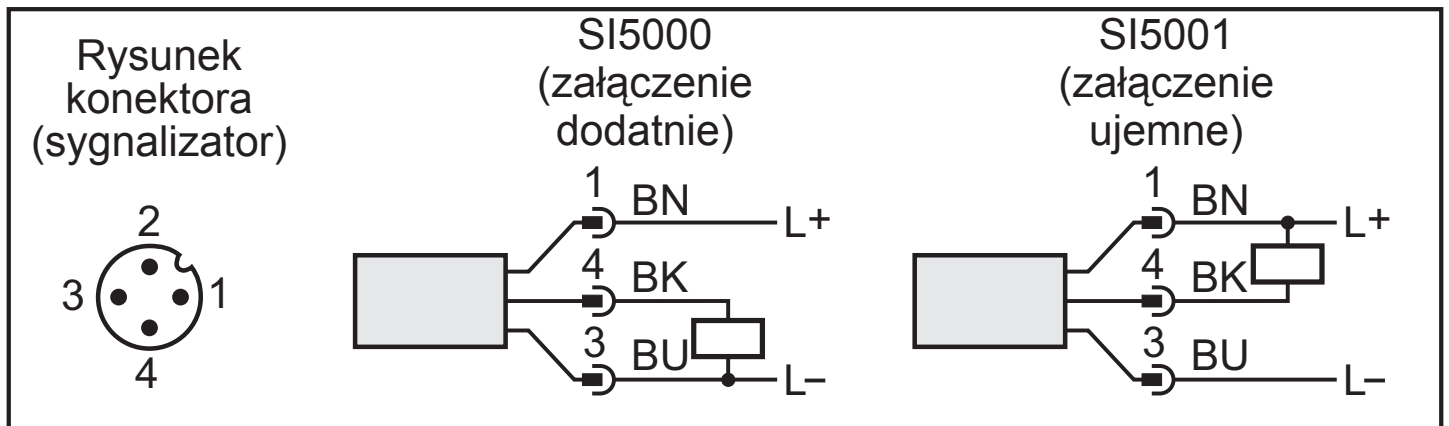 Rysunek
konektora
(sygnalizator)
2
3
1
4
SI5000
(załączenie
dodatnie)
1
BN
L+
4
BK
3
BU
L–
SI5001
(załączenie
ujemne)
1
BN
L+
4
BK
3
BU
L–